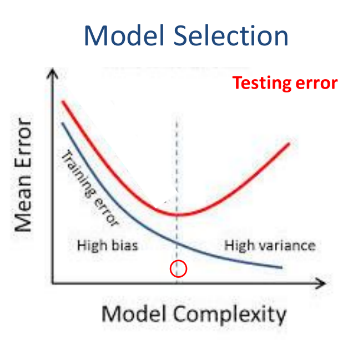 Model Selection
Testing error
Mean Error
Training error
High bias
High variance
Model Complexity